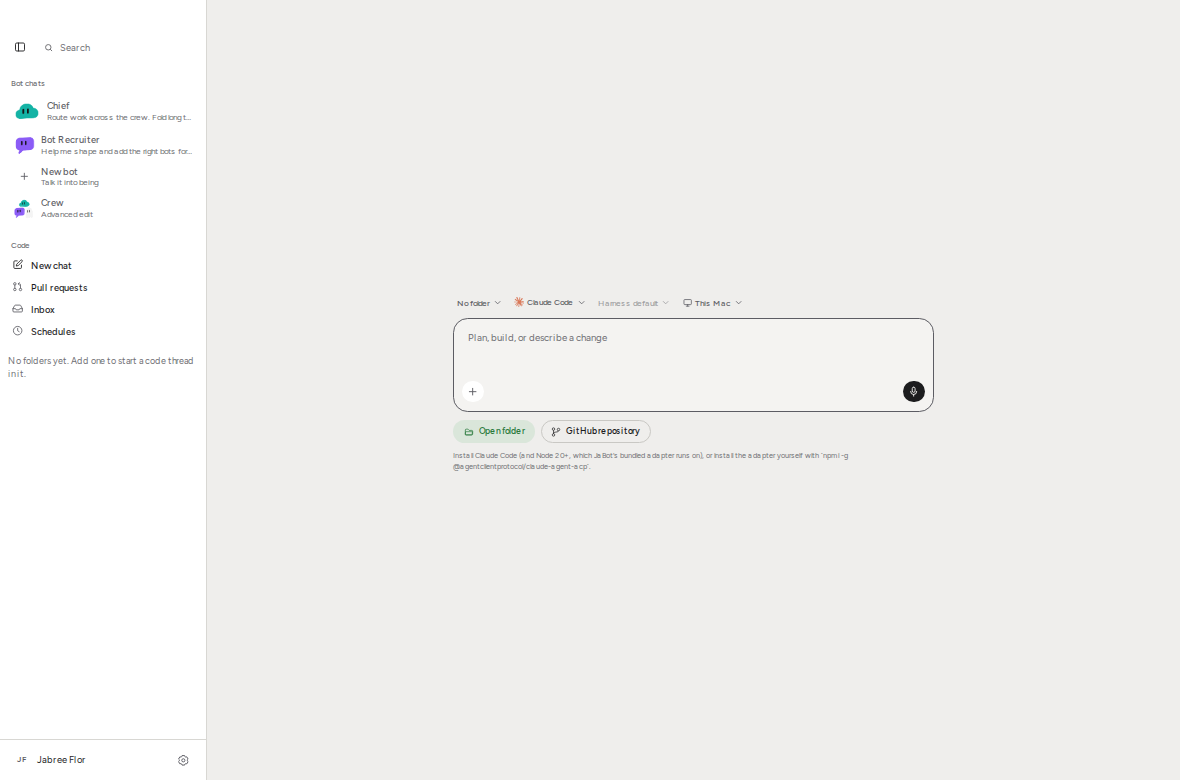 Search
Bot chats
Chief
Route work across the crew. Fold long t...
Bot Recruiter
Help me shape and add the right bots for...
New bot
Talk it into being
Crew
Advanced edit
Code
New chat
Pull requests
Inbox
Schedules
No folders yet. Add one to start a code thread
in it.
JF Jabree Flor
No folder Claude Code Harness default This Mac
Plan, build, or describe a change
Open folder GitHub repository
Install Claude Code (and Node 20+, which JaBot's bundled adapter runs on), or install the adapter yourself with `npm i -g
@agentclientprotocol/claude-agent-acp`.